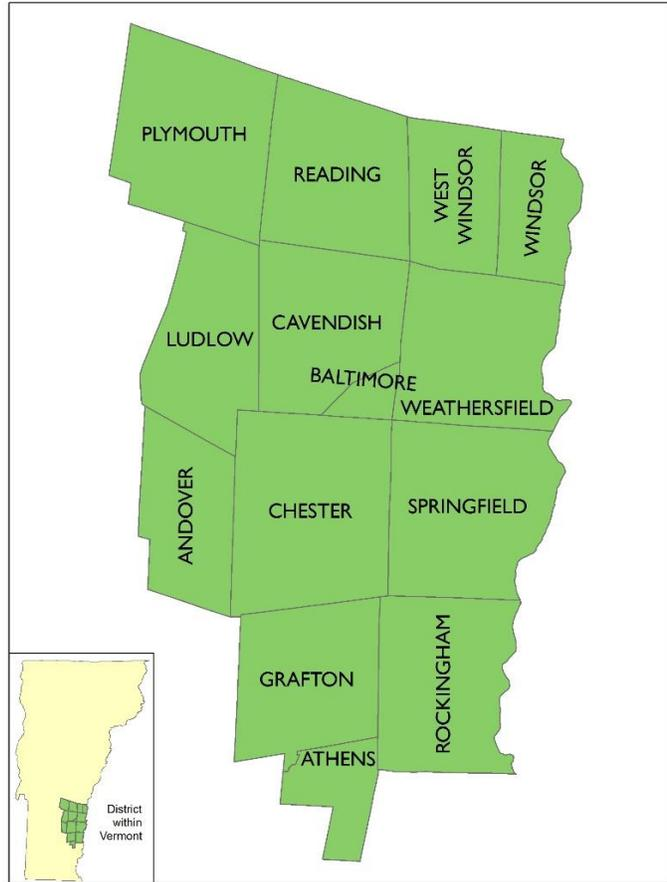 PLYMOUTH
READING
WEST
WINDSOR
WINDSOR
LUDLOW
CAVENDISH
BALTIMORE
WEATHERSFIELD
ANDOVER
CHESTER
SPRINGFIELD
GRAFTON
ROCKINGHAM
ATHENS
District
within
Vermont